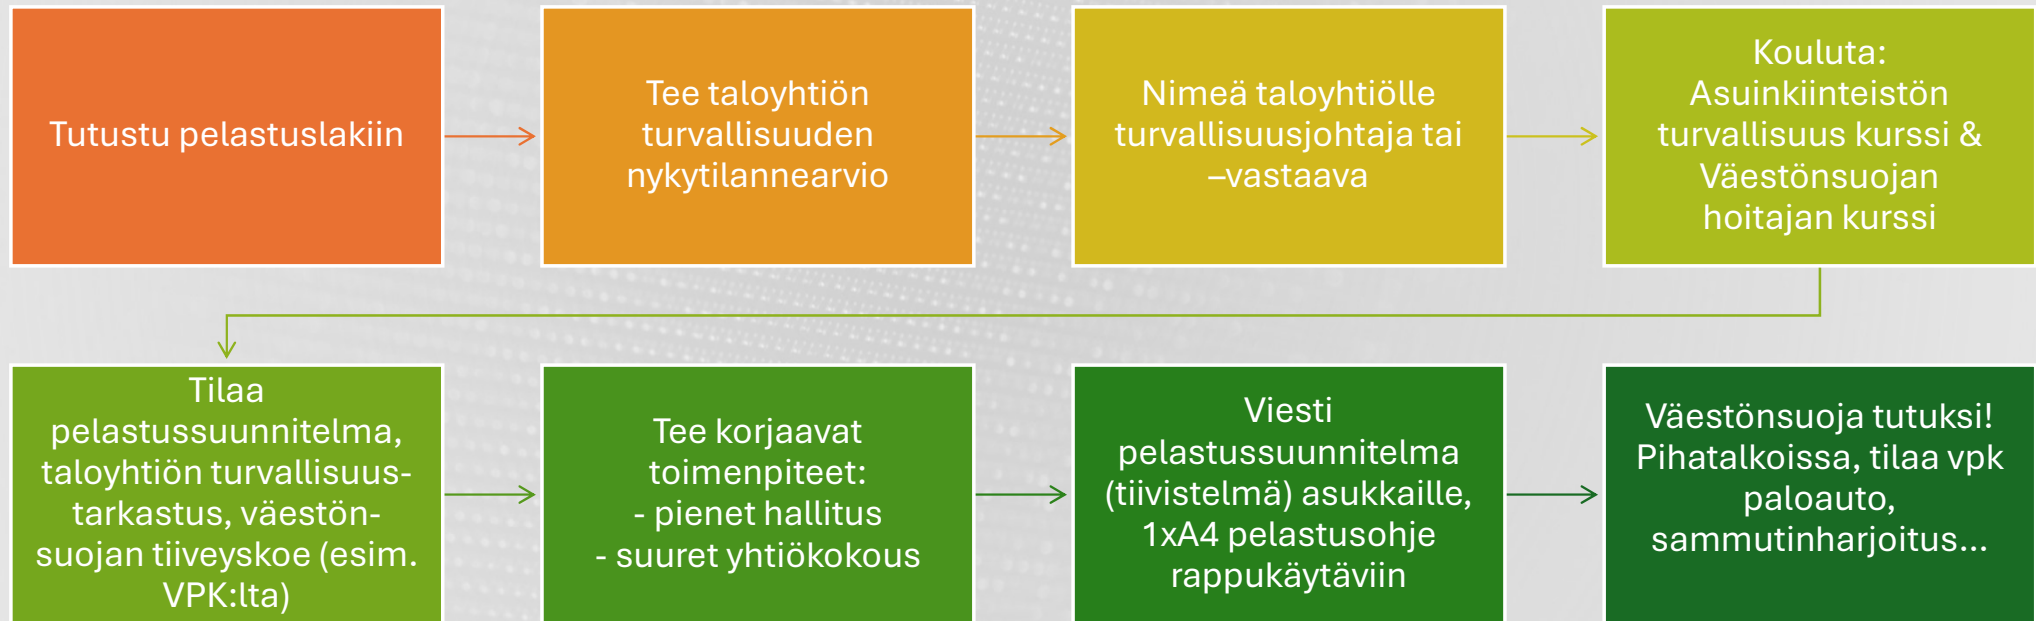 Tutustu pelastuslakiin
Tee taloyhtiön
turvallisuuden
nykytilannearvio
Nimeä taloyhtiölle
turvallisuusjohtaja tai
–vastaava
Kouluta:
Asuinkiinteistön
turvallisuus kurssi &
Väestönsuojan
hoitajan kurssi
Tilaa
pelastussuunnitelma,
taloyhtiön turvallisuus-
tarkastus, väestön-
suojan tiiveyskoe (esim.
VPK:lta)
Tee korjaavat
toimenpiteet:
- pienet hallitus
- suuret yhtiökokous
Viesti
pelastussuunnitelma
(tiivistelmä) asukkaille,
1xA4 pelastusohje
rappukäytäviin
Väestönsuoja tutuksi!
Pihatalkoissa, tilaa vpk
paloauto,
sammutinharjoitus...